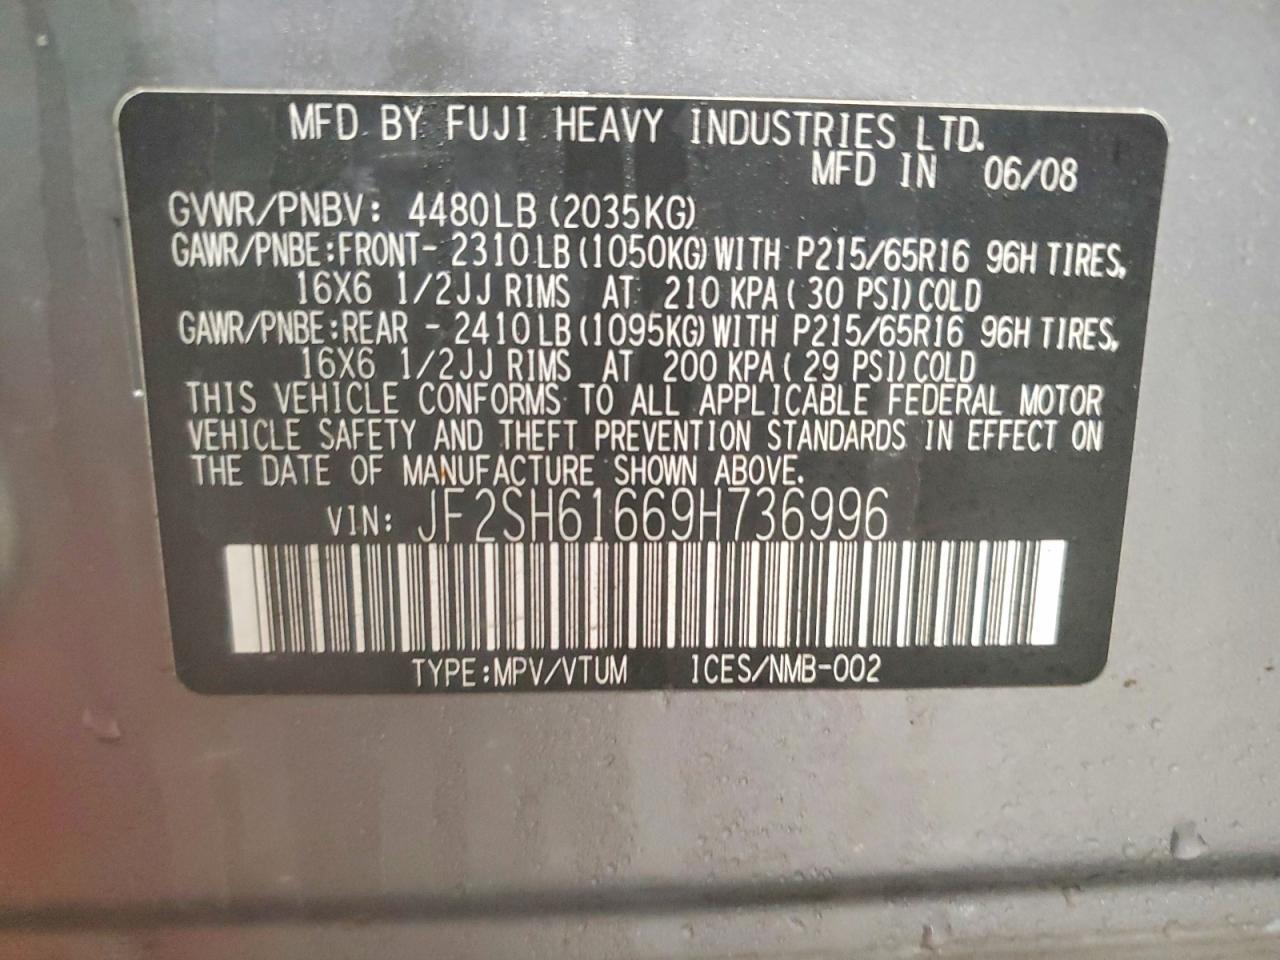 MFD BY FUJI HEAVY INDUSTRIES LTD.
MFD IN 06/08
GVWR/PNBV: 4480LB (2035KG)
GAWR/PNBE:FRONT- 2310LB (1050KG) WITH P215/65R16 96H TIRES,
16X6 1/2JJ RIMS AT 210 KPA ( 30 PSI) COLD
GAWR/PNBE:REAR - 2410LB (1095KG) WITH P215/65R16 96H TIRES,
16X6 1/2JJ RIMS AT 200 KPA ( 29 PSI) COLD
THIS VEHICLE CONFORMS TO ALL APPLICABLE FEDERAL MOTOR
VEHICLE SAFETY AND THEFT PREVENTION STANDARDS IN EFFECT ON
THE DATE OF MANUFACTURE SHOWN ABOVE.
VIN: JF2SH61669H736996
TYPE:MPV/VTUM ICES/NMB-002